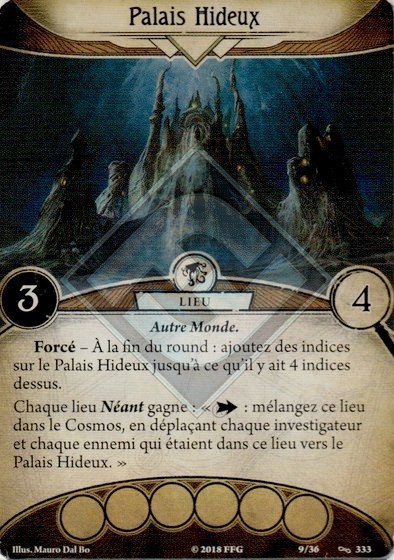 Palais Hideux
3
LIEU
4
Autre Monde.
Forcé – À la fin du round : ajoutez des indices
sur le Palais Hideux jusqu'à ce qu'il y ait 4 indices
dessus.
Chaque lieu Néant gagne : « : mélangez ce lieu
dans le Cosmos, en déplaçant chaque investigateur
et chaque ennemi qui étaient dans ce lieu vers le
Palais Hideux. »
Illus. Mauro Dal Bo
© 2018 FFG
9/36
333